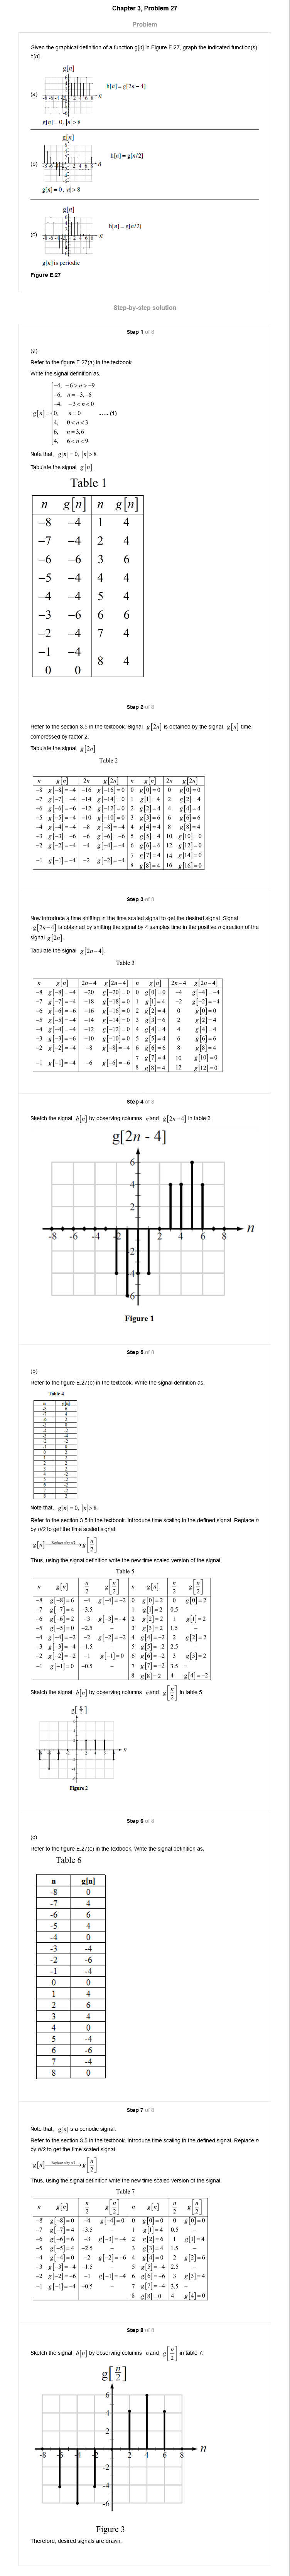 Chapter 3, Problem 27
Problem
Given the graphical definition of a function g[n] in Figure E.27, graph the indicated function(s)
h[n].
g[n]
(a)
h[n] = g[2n−4]
n
g[n] = 0, |n| > 8
g[n]
(b)
h[n] = g[n/2]
n
g[n] = 0, |n| > 8
g[n]
(c)
h[n] = g[n/2]
n
g[n] is periodic
Figure E.27
Step-by-step solution
Step 1 of 8
(a)
Refer to the figure E.27(a) in the textbook.
Write the signal definition as,
g[n] =
−4, −6 > n > −9
−6, n = −3,−6
−4, −3 < n < 0
0, n = 0 ...... (1)
4, 0 < n < 3
6, n = 3,6
4, 6 < n < 9
Note that, g[n] = 0, |n| > 8.
Tabulate the signal g[n].
Table 1
n g[n] n g[n]
−8 −4 1 4
−7 −4 2 4
−6 −6 3 6
−5 −4 4 4
−4 −4 5 4
−3 −6 6 6
−2 −4 7 4
−1 −4
8 4
0 0
Step 2 of 8
Refer to the section 3.5 in the textbook. Signal g[2n] is obtained by the signal g[n] time
compressed by factor 2.
Tabulate the signal g[2n].
Table 2
n g[n] 2n g[2n] n g[n] 2n g[2n]
−8 g[−8] = −4 −16 g[−16] = 0 0 g[0] = 0 0 g[0] = 0
−7 g[−7] = −4 −14 g[−14] = 0 1 g[1] = 4 2 g[2] = 4
−6 g[−6] = −6 −12 g[−12] = 0 2 g[2] = 4 4 g[4] = 4
−5 g[−5] = −4 −10 g[−10] = 0 3 g[3] = 6 6 g[6] = 6
−4 g[−4] = −4 −8 g[−8] = −4 4 g[4] = 4 8 g[8] = 4
−3 g[−3] = −6 −6 g[−6] = −6 5 g[5] = 4 10 g[10] = 0
−2 g[−2] = −4 −4 g[−4] = −4 6 g[6] = 6 12 g[12] = 0
−1 g[−1] = −4 −2 g[−2] = −4
7 g[7] = 4 14 g[14] = 0
8 g[8] = 4 16 g[16] = 0
Step 3 of 8
Now introduce a time shifting in the time scaled signal to get the desired signal. Signal
g[2n−4] is obtained by shifting the signal by 4 samples time in the positive n direction of the
signal g[2n].
Tabulate the signal g[2n−4].
Table 3
n g[n] 2n−4 g[2n−4] n g[n] 2n−4 g[2n−4]
−8 g[−8] = −4 −20 g[−20] = 0 0 g[0] = 0 −4 g[−4] = −4
−7 g[−7] = −4 −18 g[−18] = 0 1 g[1] = 4 −2 g[−2] = −4
−6 g[−6] = −6 −16 g[−16] = 0 2 g[2] = 4 0 g[0] = 0
−5 g[−5] = −4 −14 g[−14] = 0 3 g[3] = 6 2 g[2] = 4
−4 g[−4] = −4 −12 g[−12] = 0 4 g[4] = 4 4 g[4] = 4
−3 g[−3] = −6 −10 g[−10] = 0 5 g[5] = 4 6 g[6] = 6
−2 g[−2] = −4 −8 g[−8] = −4 6 g[6] = 6 8 g[8] = 4
−1 g[−1] = −4 −6 g[−6] = −6
7 g[7] = 4 10 g[10] = 0
8 g[8] = 4 12 g[12] = 0
Step 4 of 8
Sketch the signal h[n] by observing columns n and g[2n−4] in table 3.
g[2n - 4]
6
4
2
-8 -6 -4 -2 2 4 6 8 n
-2
-4
-6
Figure 1
Step 5 of 8
(b)
Refer to the figure E.27(b) in the textbook. Write the signal definition as,
Table 4
n g[n]
Note that, g[n] = 0, |n| > 8.
Refer to the section 3.5 in the textbook. Introduce time scaling in the defined signal. Replace n
by n/2 to get the time scaled signal.
g[n] Replace n by n/2 → g[n/2]
Thus, using the signal definition write the new time scaled version of the signal.
Table 5
n g[n] n/2 g[n/2] n g[n] n/2 g[n/2]
−8 g[−8] = 6 −4 g[−4] = −2 0 g[0] = 2 0 g[0] = 2
−7 g[−7] = 4 −3.5 − 1 g[1] = 2 0.5 −
−6 g[−6] = 2 −3 g[−3] = −4 2 g[2] = 2 1 g[1] = 2
−5 g[−5] = 0 −2.5 − 3 g[3] = 2 1.5 −
−4 g[−4] = −2 −2 g[−2] = −2 4 g[4] = −2 2 g[2] = 2
−3 g[−3] = −4 −1.5 − 5 g[5] = −2 2.5 −
−2 g[−2] = −2 −1 g[−1] = 0 6 g[6] = −2 3 g[3] = 2
−1 g[−1] = 0 −0.5 − 7 g[7] = −2 3.5 −
8 g[8] = 2 4 g[4] = −2
Sketch the signal h[n] by observing columns n and g[n/2] in table 5.
g[n/2]
n
Figure 2
Step 6 of 8
(c)
Refer to the figure E.27(c) in the textbook. Write the signal definition as,
Table 6
n g[n]
-8 0
-7 4
-6 6
-5 4
-4 0
-3 -4
-2 -6
-1 -4
0 0
1 4
2 6
3 4
4 0
5 -4
6 -6
7 -4
8 0
Step 7 of 8
Note that, g[n] is a periodic signal.
Refer to the section 3.5 in the textbook. Introduce time scaling in the defined signal. Replace n
by n/2 to get the time scaled signal.
g[n] Replace n by n/2 → g[n/2]
Thus, using the signal definition write the new time scaled version of the signal.
Table 7
n g[n] n/2 g[n/2] n g[n] n/2 g[n/2]
−8 g[−8] = 0 −4 g[−4] = 0 0 g[0] = 0 0 g[0] = 0
−7 g[−7] = 4 −3.5 − 1 g[1] = 4 0.5 −
−6 g[−6] = 6 −3 g[−3] = −4 2 g[2] = 6 1 g[1] = 4
−5 g[−5] = 4 −2.5 − 3 g[3] = 4 1.5 −
−4 g[−4] = 0 −2 g[−2] = −6 4 g[4] = 0 2 g[2] = 6
−3 g[−3] = −4 −1.5 − 5 g[5] = −4 2.5 −
−2 g[−2] = −6 −1 g[−1] = −4 6 g[6] = −6 3 g[3] = 4
−1 g[−1] = −4 −0.5 − 7 g[7] = −4 3.5 −
8 g[8] = 0 4 g[4] = 0
Step 8 of 8
Sketch the signal h[n] by observing columns n and g[n/2] in table 7.
g[n/2]
6
4
2
-8 -6 -4 -2 2 4 6 8 n
-2
-4
-6
Figure 3
Therefore, desired signals are drawn.